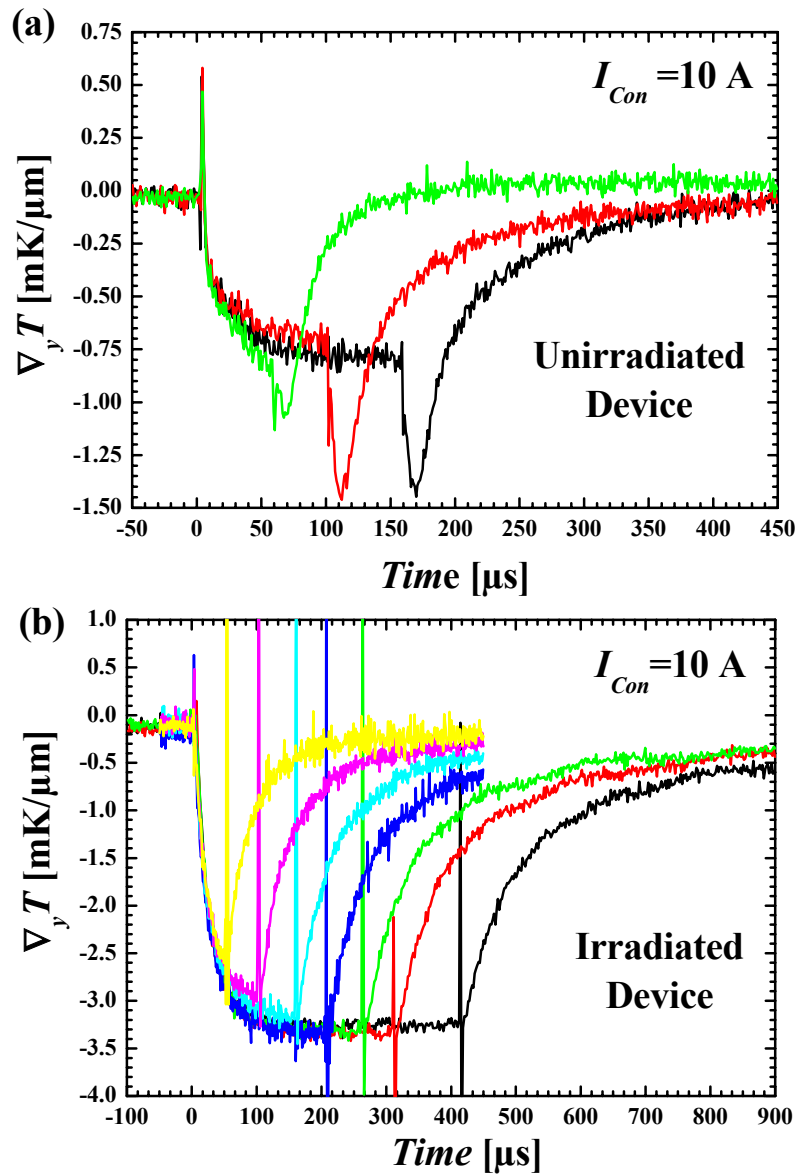 (a)
0.75
0.50
0.25
0.00
-0.25
-0.50
-0.75
-1.00
-1.25
-1.50
∇yT [mK/µm]
I_Con =10 A
Unirradiated
Device
-50 0 50 100 150 200 250 300 350 400 450
Time [µs]
(b)
1.0
0.5
0.0
-0.5
-1.0
-1.5
-2.0
-2.5
-3.0
-3.5
-4.0
∇yT [mK/µm]
I_Con=10 A
Irradiated
Device
-100 0 100 200 300 400 500 600 700 800 900
Time [µs]